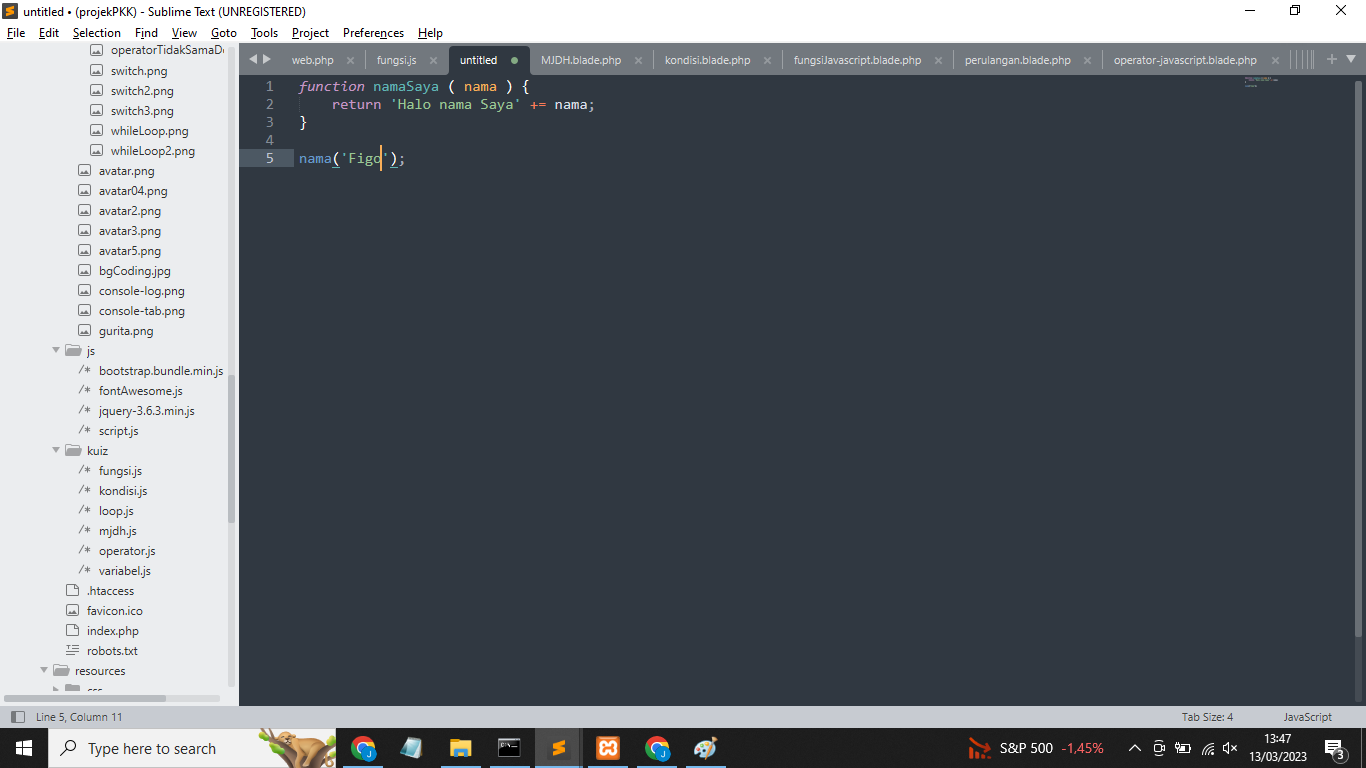 untitled • (projekPKK) - Sublime Text (UNREGISTERED)
File Edit Selection Find View Goto Tools Project Preferences Help
web.php fungsi.js untitled MJDH.blade.php kondisi.blade.php fungsiJavascript.blade.php perulangan.blade.php operator-javascript.blade.php
operatorTidakSamaD
switch.png
switch2.png
switch3.png
whileLoop.png
whileLoop2.png
avatar.png
avatar04.png
avatar2.png
avatar3.png
avatar5.png
bgCoding.jpg
console-log.png
console-tab.png
gurita.png
js
bootstrap.bundle.min.js
fontAwesome.js
jquery-3.6.3.min.js
script.js
kuiz
fungsi.js
kondisi.js
loop.js
mjdh.js
operator.js
variabel.js
.htaccess
favicon.ico
index.php
robots.txt
resources
css
1 function namaSaya ( nama ) {
2 return 'Halo nama Saya' += nama;
3 }
4
5 nama('Figo');
Line 5, Column 11 Tab Size: 4 JavaScript
Type here to search S&P 500 -1,45% 13:47
13/03/2023 3